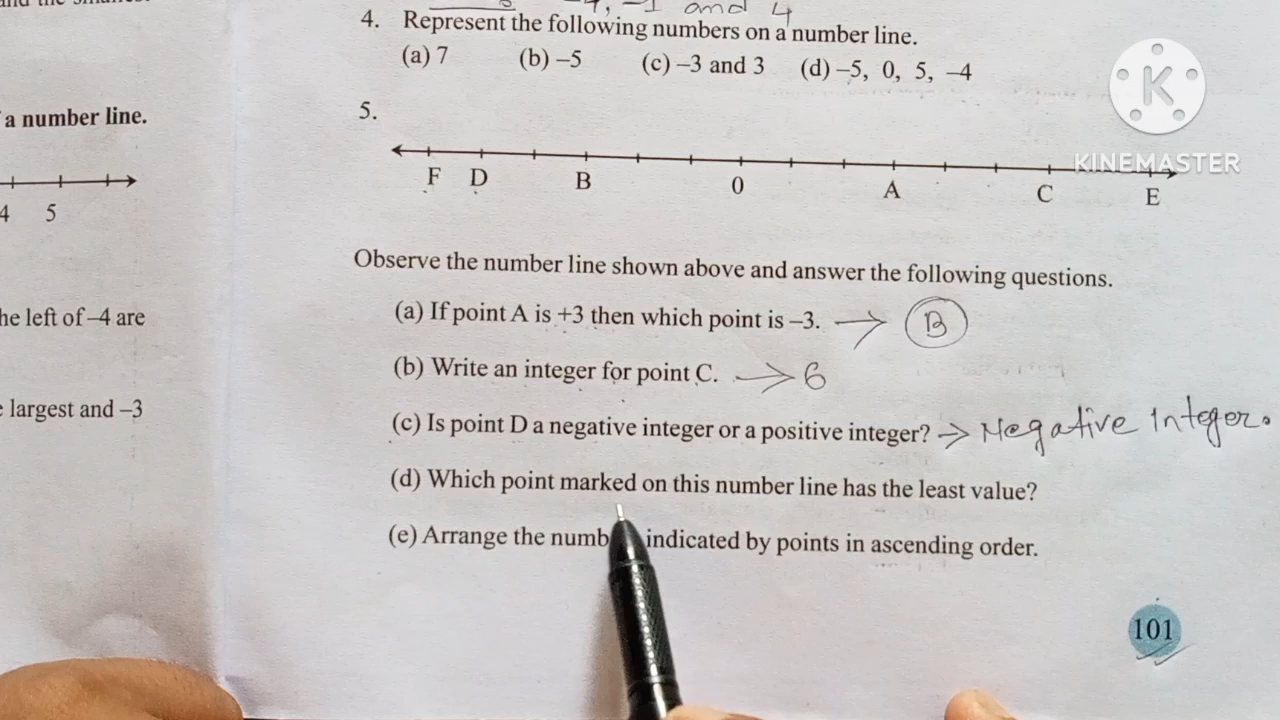 4. Represent the following numbers on a number line.
(a) 7 (b) –5 (c) –3 and 3 (d) –5, 0, 5, –4
K
KINEMASTER
a number line.
4 5
5.
F D B 0 A C E
Observe the number line shown above and answer the following questions.
(a) If point A is +3 then which point is –3. → B
he left of –4 are
(b) Write an integer for point C. → 6
largest and –3
(c) Is point D a negative integer or a positive integer? → Negative Integer.
(d) Which point marked on this number line has the least value?
(e) Arrange the numb indicated by points in ascending order.
101